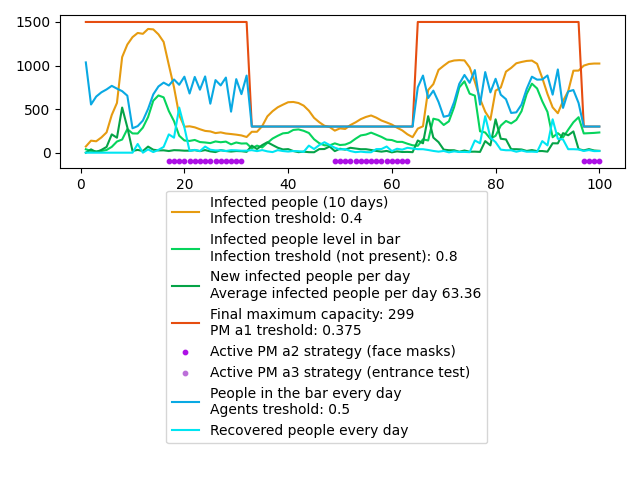 1500
1000
500
0
0 20 40 60 80 100
Infected people (10 days)
Infection treshold: 0.4
Infected people level in bar
Infection treshold (not present): 0.8
New infected people per day
Average infected people per day 63.36
Final maximum capacity: 299
PM a1 treshold: 0.375
Active PM a2 strategy (face masks)
Active PM a3 strategy (entrance test)
People in the bar every day
Agents treshold: 0.5
Recovered people every day